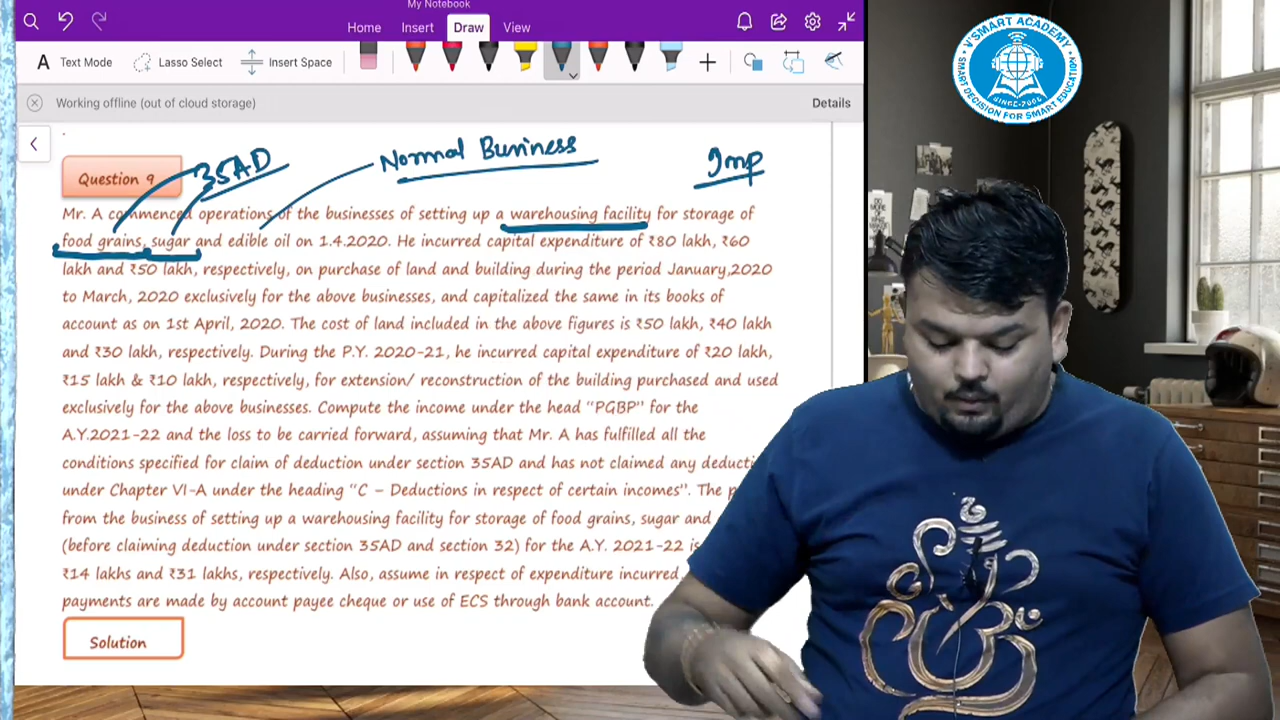 My Notebook
Home Insert Draw View
A Text Mode Lasso Select Insert Space
Working offline (out of cloud storage) Details
V'SMART ACADEMY
SINCE-2006
SMART DECISION FOR SMART EDUCATION
35AD Normal Business Imp
Question 9
Mr. A commenced operations of the businesses of setting up a warehousing facility for storage of
food grains, sugar and edible oil on 1.4.2020. He incurred capital expenditure of ₹80 lakh, ₹60
lakh and ₹50 lakh, respectively, on purchase of land and building during the period January,2020
to March, 2020 exclusively for the above businesses, and capitalized the same in its books of
account as on 1st April, 2020. The cost of land included in the above figures is ₹50 lakh, ₹40 lakh
and ₹30 lakh, respectively. During the P.Y. 2020-21, he incurred capital expenditure of ₹20 lakh,
₹15 lakh & ₹10 lakh, respectively, for extension/ reconstruction of the building purchased and used
exclusively for the above businesses. Compute the income under the head “PGBP” for the
A.Y.2021-22 and the loss to be carried forward, assuming that Mr. A has fulfilled all the
conditions specified for claim of deduction under section 35AD and has not claimed any
under Chapter VI-A under the heading “C – Deductions in respect of certain incomes”. The
from the business of setting up a warehousing facility for storage of food grains, sugar and
(before claiming deduction under section 35AD and section 32) for the A.Y. 2021-22 is
₹14 lakhs and ₹31 lakhs, respectively. Also, assume in respect of expenditure incurred
payments are made by account payee cheque or use of ECS through bank account.
Solution